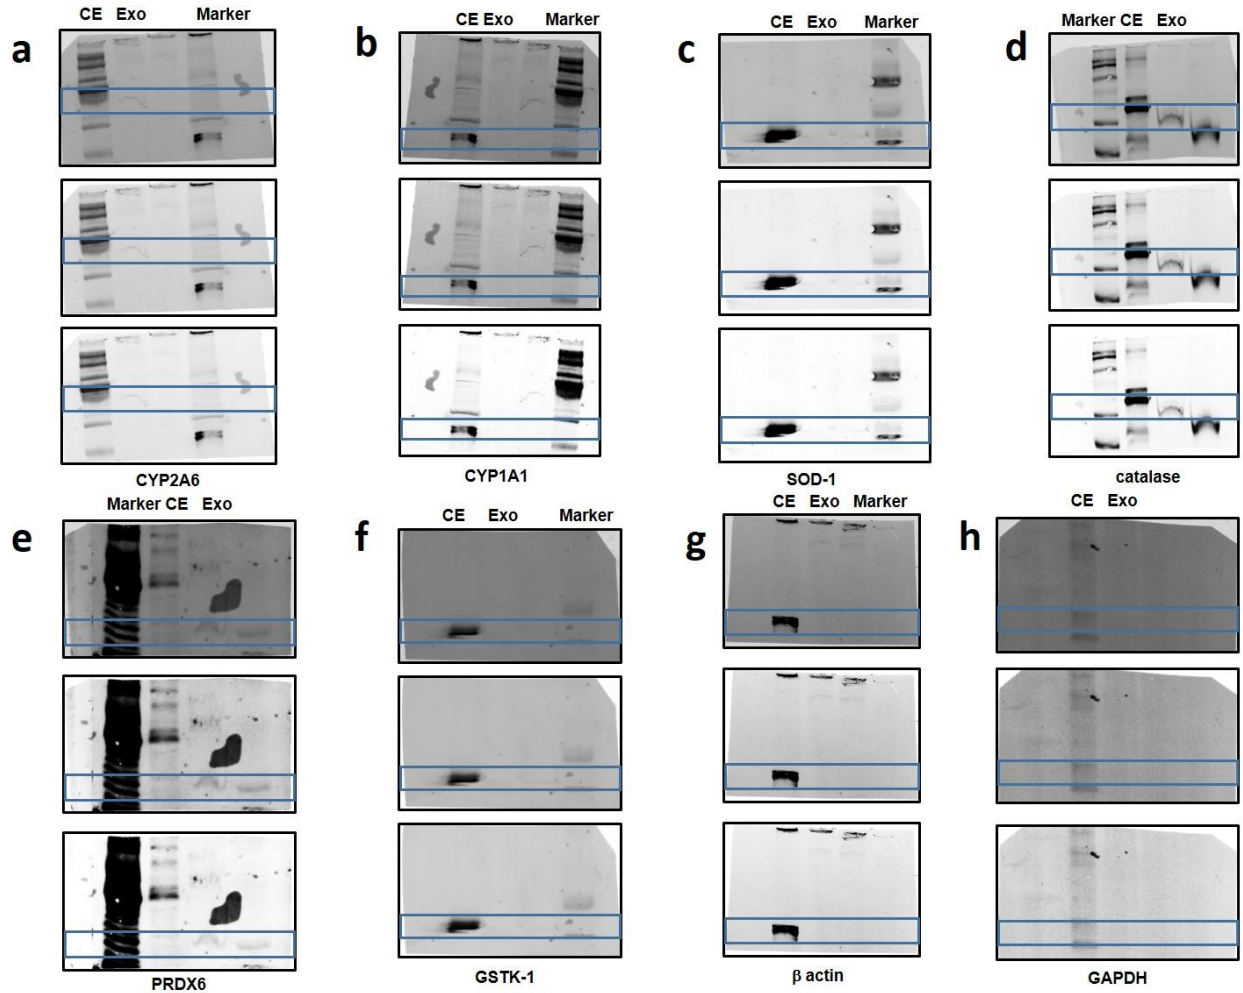 CE Exo Marker
a
CYP2A6
CE Exo Marker
b
CYP1A1
CE Exo Marker
c
SOD-1
Marker CE Exo
d
catalase
Marker CE Exo
e
PRDX6
CE Exo Marker
f
GSTK-1
CE Exo Marker
g
β actin
CE Exo
h
GAPDH